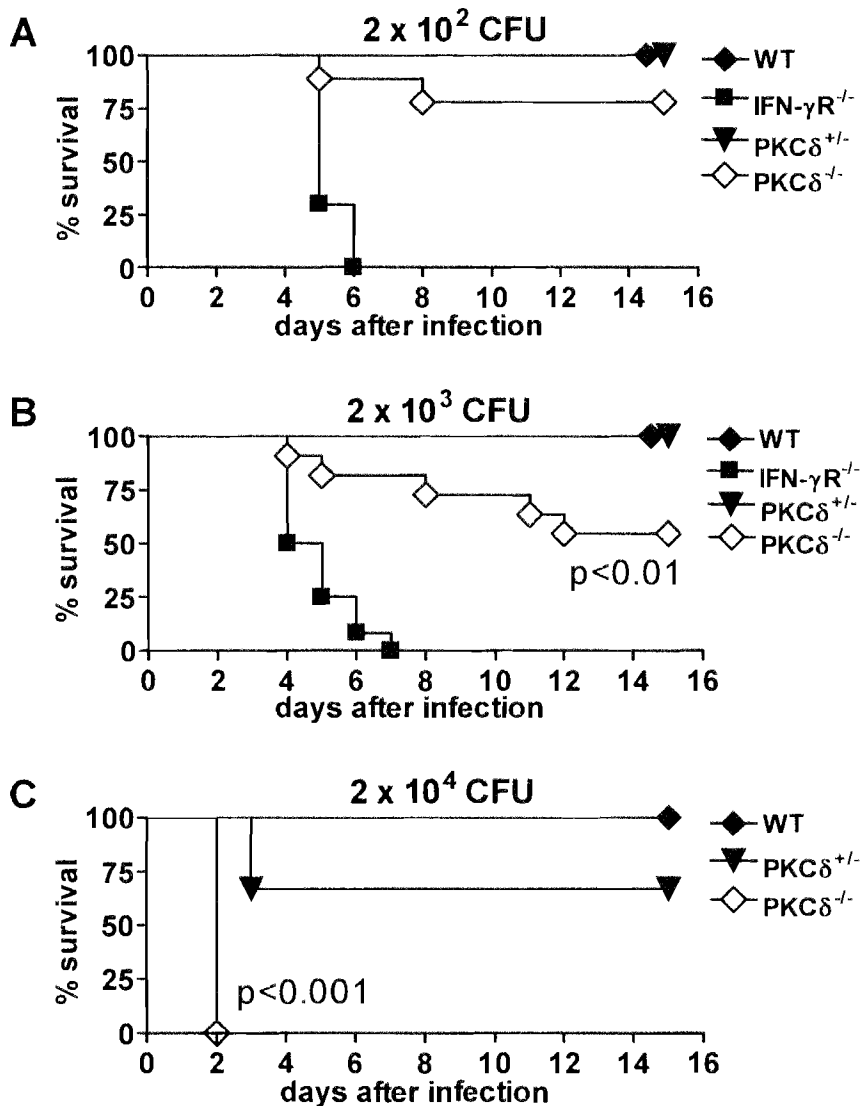 A
2 x 10² CFU
100
75
50
25
0
% survival
0 2 4 6 8 10 12 14 16
days after infection
WT
IFN-γR⁻/⁻
PKCδ⁺/⁻
PKCδ⁻/⁻
B
2 x 10³ CFU
100
75
50
25
0
% survival
p<0.01
0 2 4 6 8 10 12 14 16
days after infection
WT
IFN-γR⁻/⁻
PKCδ⁺/⁻
PKCδ⁻/⁻
C
2 x 10⁴ CFU
100
75
50
25
0
% survival
p<0.001
0 2 4 6 8 10 12 14 16
days after infection
WT
PKCδ⁺/⁻
PKCδ⁻/⁻